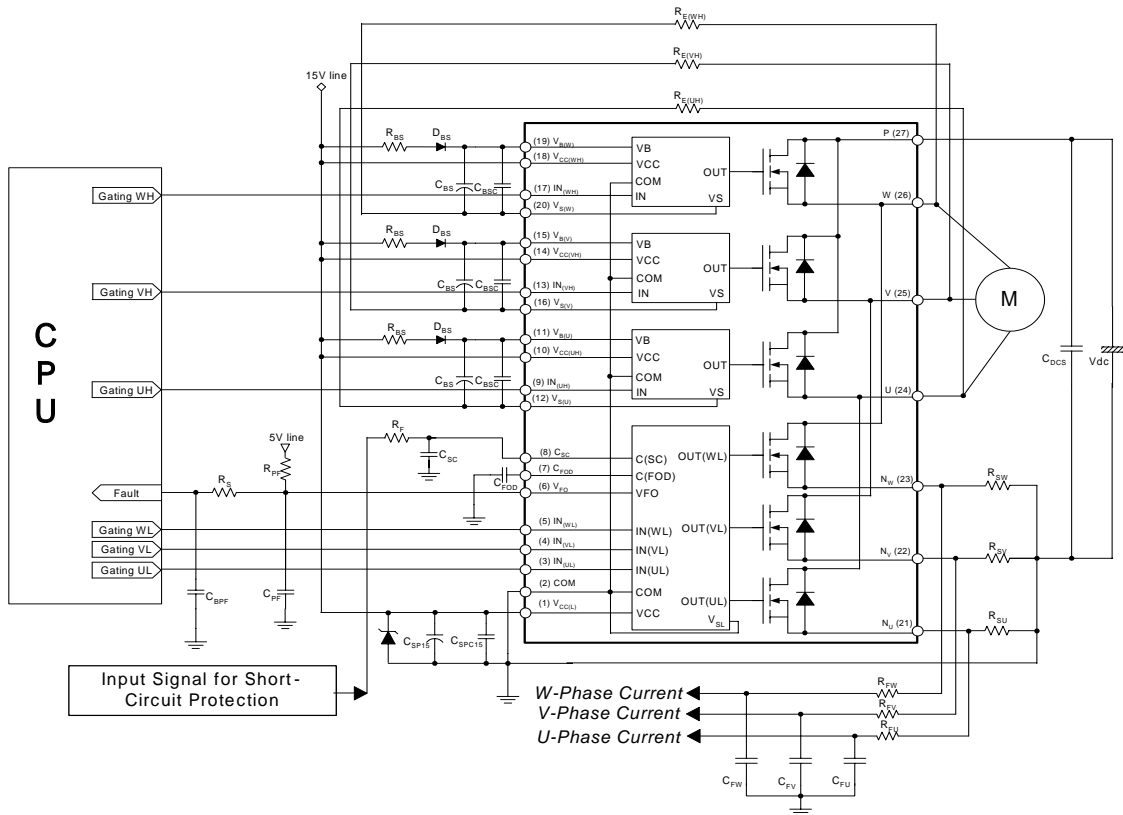 R_E(WH)
R_E(VH)
15V line
R_E(UH)
P (27)
R_BS
D_BS
(19) V_B(W)
VB
(18) V_CC(WH)
VCC
OUT
COM
C_BS
C_BSC
Gating WH
(17) IN_(WH)
IN
VS
W (26)
(20) V_S(W)
R_BS
D_BS
(15) V_B(V)
VB
(14) V_CC(VH)
VCC
OUT
COM
C_BS
C_BSC
Gating VH
(13) IN_(VH)
IN
VS
V (25)
M
(16) V_S(V)
CPU
R_BS
D_BS
(11) V_B(U)
VB
(10) V_CC(UH)
VCC
OUT
COM
C_BS
C_BSC
C_DCS
Vdc
Gating UH
(9) IN_(UH)
IN
VS
U (24)
(12) V_S(U)
R_F
5V line
C_SC
(8) C_SC
C(SC)
OUT(WL)
R_PF
(7) C_FOD
C(FOD)
C_FOD
Fault
R_S
(6) V_FO
VFO
N_W (23)
R_SW
Gating WL
(5) IN_(WL)
IN(WL)
OUT(VL)
Gating VL
(4) IN_(VL)
IN(VL)
N_V (22)
R_SV
Gating UL
(3) IN_(UL)
IN(UL)
(2) COM
COM
OUT(UL)
C_BPF
C_PF
(1) V_CC(L)
VCC
V_SL
N_U (21)
R_SU
C_SP15
C_SPC15
Input Signal for Short-
Circuit Protection
W-Phase Current
R_FW
V-Phase Current
R_FV
U-Phase Current
R_FU
C_FW
C_FV
C_FU